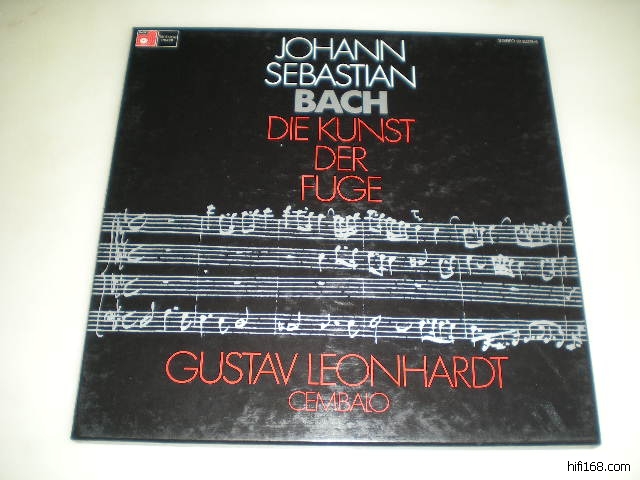 JOHANN
SEBASTIAN
BACH
DIE KUNST
DER
FUGE
GUSTAV LEONHARDT
CEMBALO
hifi168.com